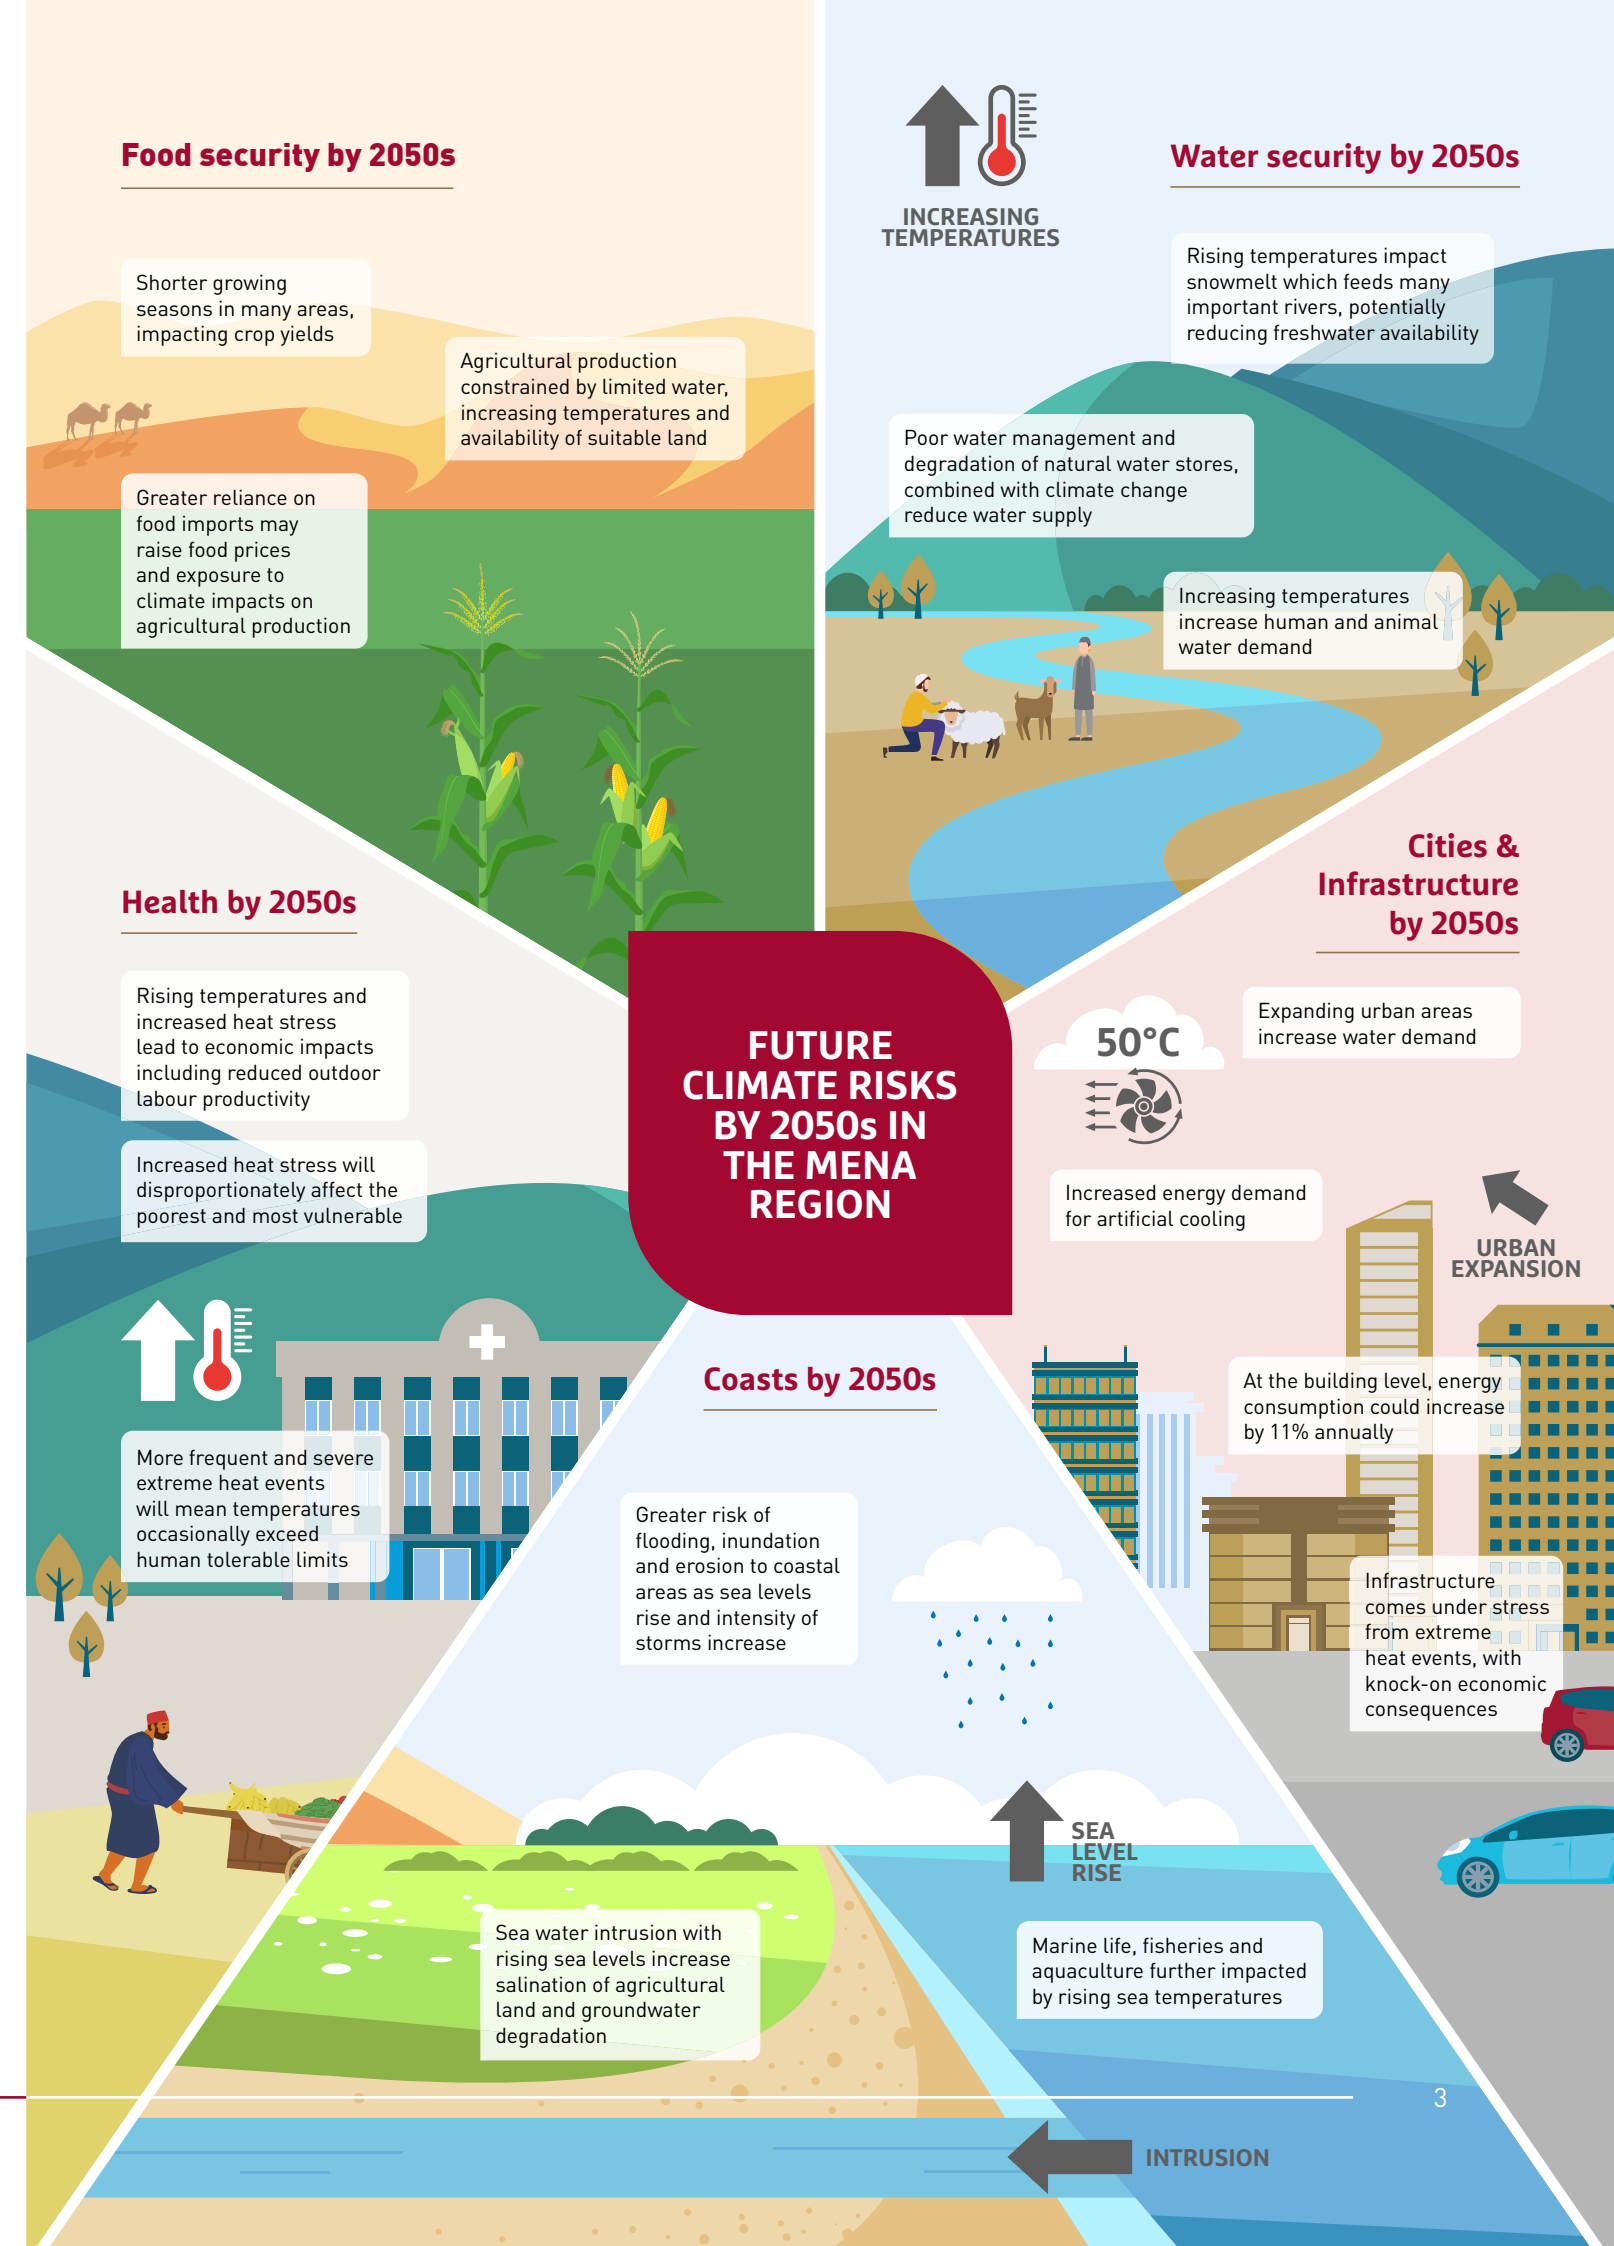 Food security by 2050s
Shorter growing
seasons in many areas,
impacting crop yields
Agricultural production
constrained by limited water,
increasing temperatures and
availability of suitable land
Greater reliance on
food imports may
raise food prices
and exposure to
climate impacts on
agricultural production
INCREASING
TEMPERATURES
Water security by 2050s
Rising temperatures impact
snowmelt which feeds many
important rivers, potentially
reducing freshwater availability
Poor water management and
degradation of natural water stores,
combined with climate change
reduce water supply
Increasing temperatures
increase human and animal
water demand
Health by 2050s
Rising temperatures and
increased heat stress
lead to economic impacts
including reduced outdoor
labour productivity
Increased heat stress will
disproportionately affect the
poorest and most vulnerable
More frequent and severe
extreme heat events
will mean temperatures
occasionally exceed
human tolerable limits
FUTURE
CLIMATE RISKS
BY 2050s IN
THE MENA
REGION
Cities &
Infrastructure
by 2050s
Expanding urban areas
increase water demand
50°C
Increased energy demand
for artificial cooling
URBAN
EXPANSION
At the building level, energy
consumption could increase
by 11% annually
Infrastructure
comes under stress
from extreme
heat events, with
knock-on economic
consequences
Coasts by 2050s
Greater risk of
flooding, inundation
and erosion to coastal
areas as sea levels
rise and intensity of
storms increase
SEA
LEVEL
RISE
Sea water intrusion with
rising sea levels increase
salination of agricultural
land and groundwater
degradation
Marine life, fisheries and
aquaculture further impacted
by rising sea temperatures
INTRUSION
3